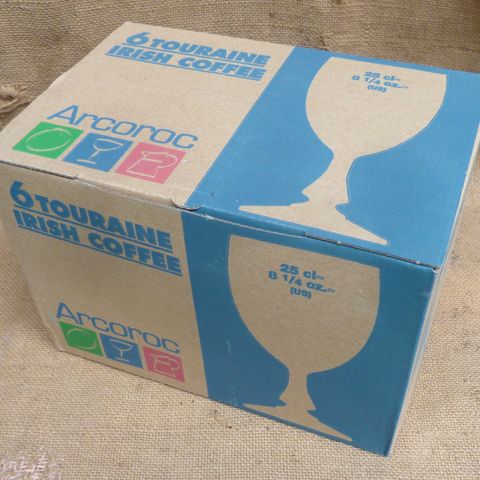 6 TOURAINE
IRISH COFFEE
25 cl
8 1/4 oz.
(US)
Arcoroc
6 TOURAINE
IRISH COFFEE
25 cl
8 1/4 oz.
(US)
Arcoroc